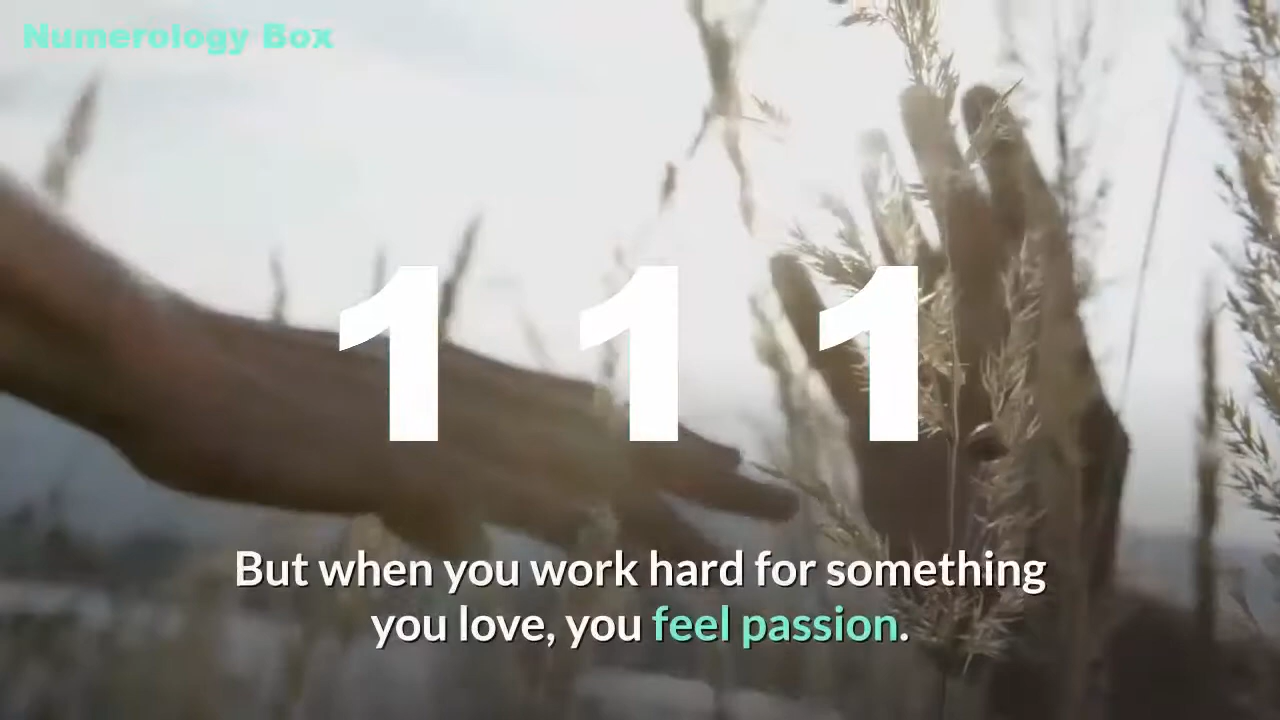 Numerology Box
1 1 1
But when you work hard for something
you love, you feel passion.